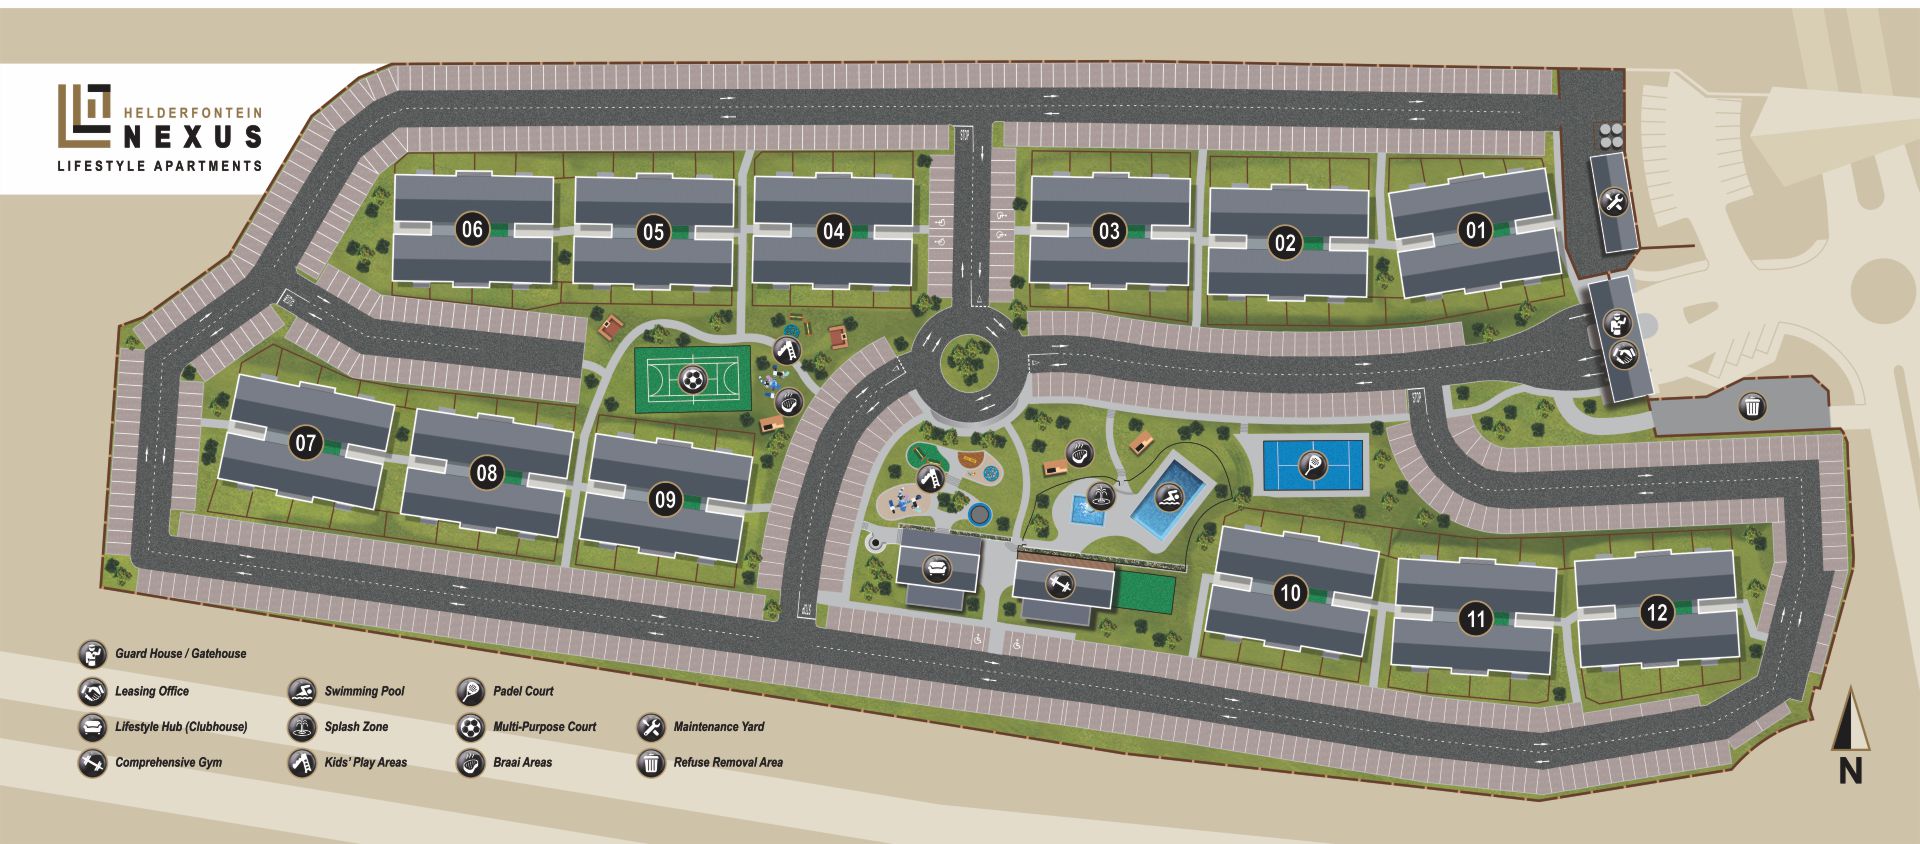 HELDERFONTEIN
NEXUS
LIFESTYLE APARTMENTS
STOP
06
05
04
03
02
01
STOP
STOP
07
08
09
STOP
10
11
12
Guard House / Gatehouse
Leasing Office
Swimming Pool
Padel Court
Lifestyle Hub (Clubhouse)
Splash Zone
Multi-Purpose Court
Maintenance Yard
Comprehensive Gym
Kids' Play Areas
Braai Areas
Refuse Removal Area
N